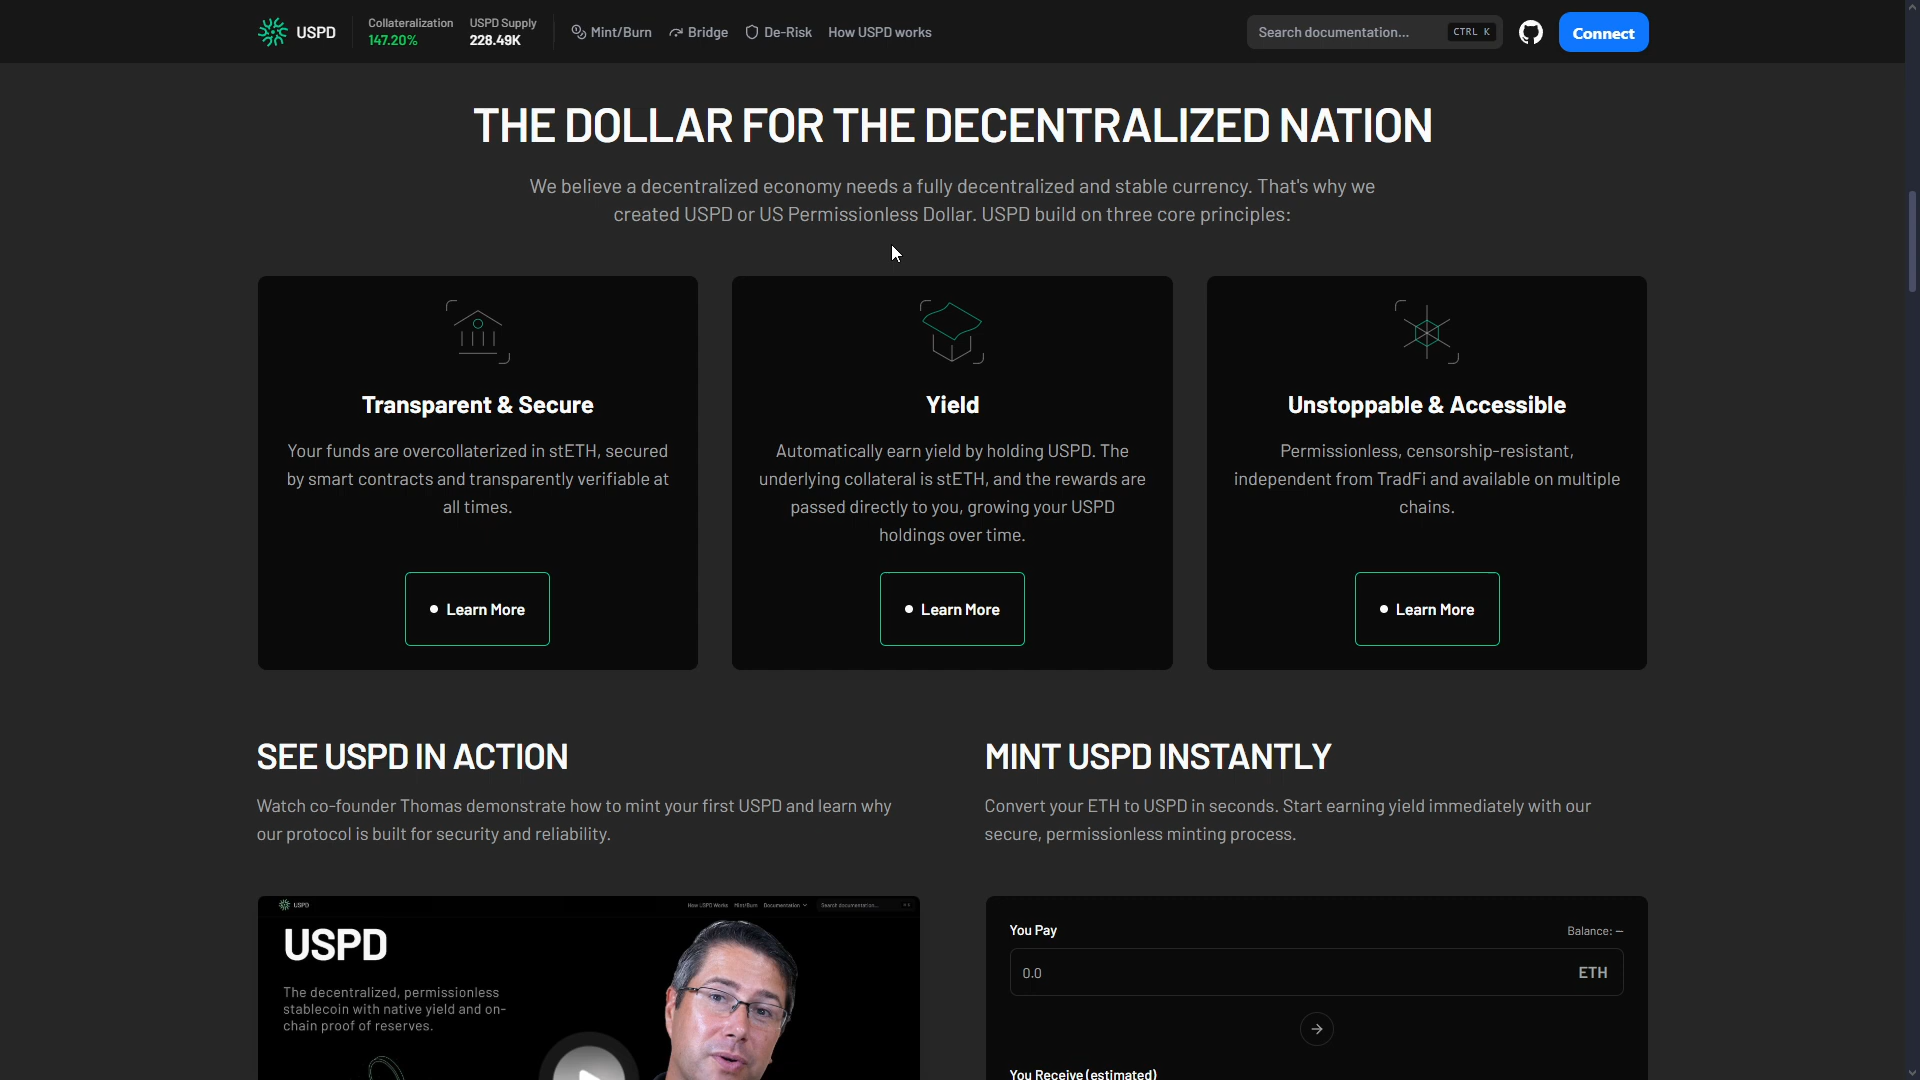 USPD
Collateralization
147.20%
USPD Supply
228.49K
Mint/Burn
Bridge
De-Risk
How USPD works
Search documentation...
CTRL K
Connect
THE DOLLAR FOR THE DECENTRALIZED NATION
We believe a decentralized economy needs a fully decentralized and stable currency. That's why we
created USPD or US Permissionless Dollar. USPD build on three core principles:
Transparent & Secure
Your funds are overcollaterized in stETH, secured
by smart contracts and transparently verifiable at
all times.
Learn More
Yield
Automatically earn yield by holding USPD. The
underlying collateral is stETH, and the rewards are
passed directly to you, growing your USPD
holdings over time.
Learn More
Unstoppable & Accessible
Permissionless, censorship-resistant,
independent from TradFi and available on multiple
chains.
Learn More
SEE USPD IN ACTION
Watch co-founder Thomas demonstrate how to mint your first USPD and learn why
our protocol is built for security and reliability.
USPD
How USPD Works
Mint/Burn
Documentation
Search documentation...
USPD
The decentralized, permissionless
stablecoin with native yield and on-
chain proof of reserves.
MINT USPD INSTANTLY
Convert your ETH to USPD in seconds. Start earning yield immediately with our
secure, permissionless minting process.
You Pay
Balance: —
0.0
ETH
You Receive (estimated)